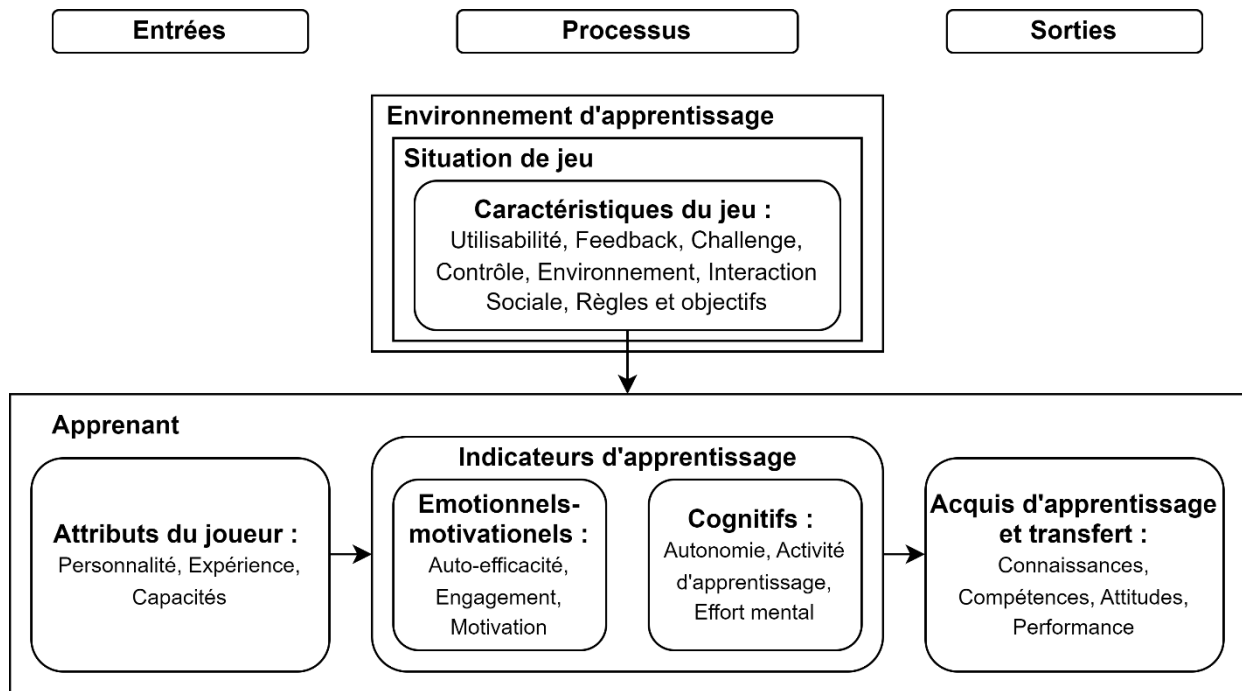 Entrées
Processus
Sorties
Environnement d'apprentissage
Situation de jeu
Caractéristiques du jeu :
Utilisabilité, Feedback, Challenge,
Contrôle, Environnement, Interaction
Sociale, Règles et objectifs
Apprenant
Attributs du joueur :
Personnalité, Expérience,
Capacités
Indicateurs d'apprentissage
Emotionnels-
motivationels :
Auto-efficacité,
Engagement,
Motivation
Cognitifs :
Autonomie, Activité
d'apprentissage,
Effort mental
Acquis d'apprentissage
et transfert :
Connaissances,
Compétences, Attitudes,
Performance